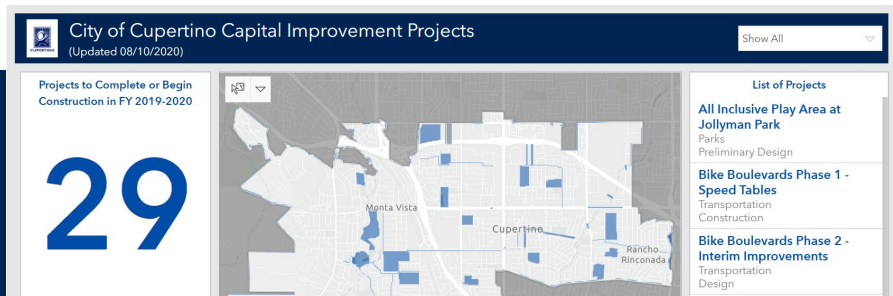 CUPERTINO
City of Cupertino Capital Improvement Projects
(Updated 08/10/2020)
Show All
Projects to Complete or Begin
Construction in FY 2019-2020
29
Monta Vista
Cupertino
Rancho
Rinconada
List of Projects
All Inclusive Play Area at
Jollyman Park
Parks
Preliminary Design
Bike Boulevards Phase 1 -
Speed Tables
Transportation
Construction
Bike Boulevards Phase 2 -
Interim Improvements
Transportation
Design